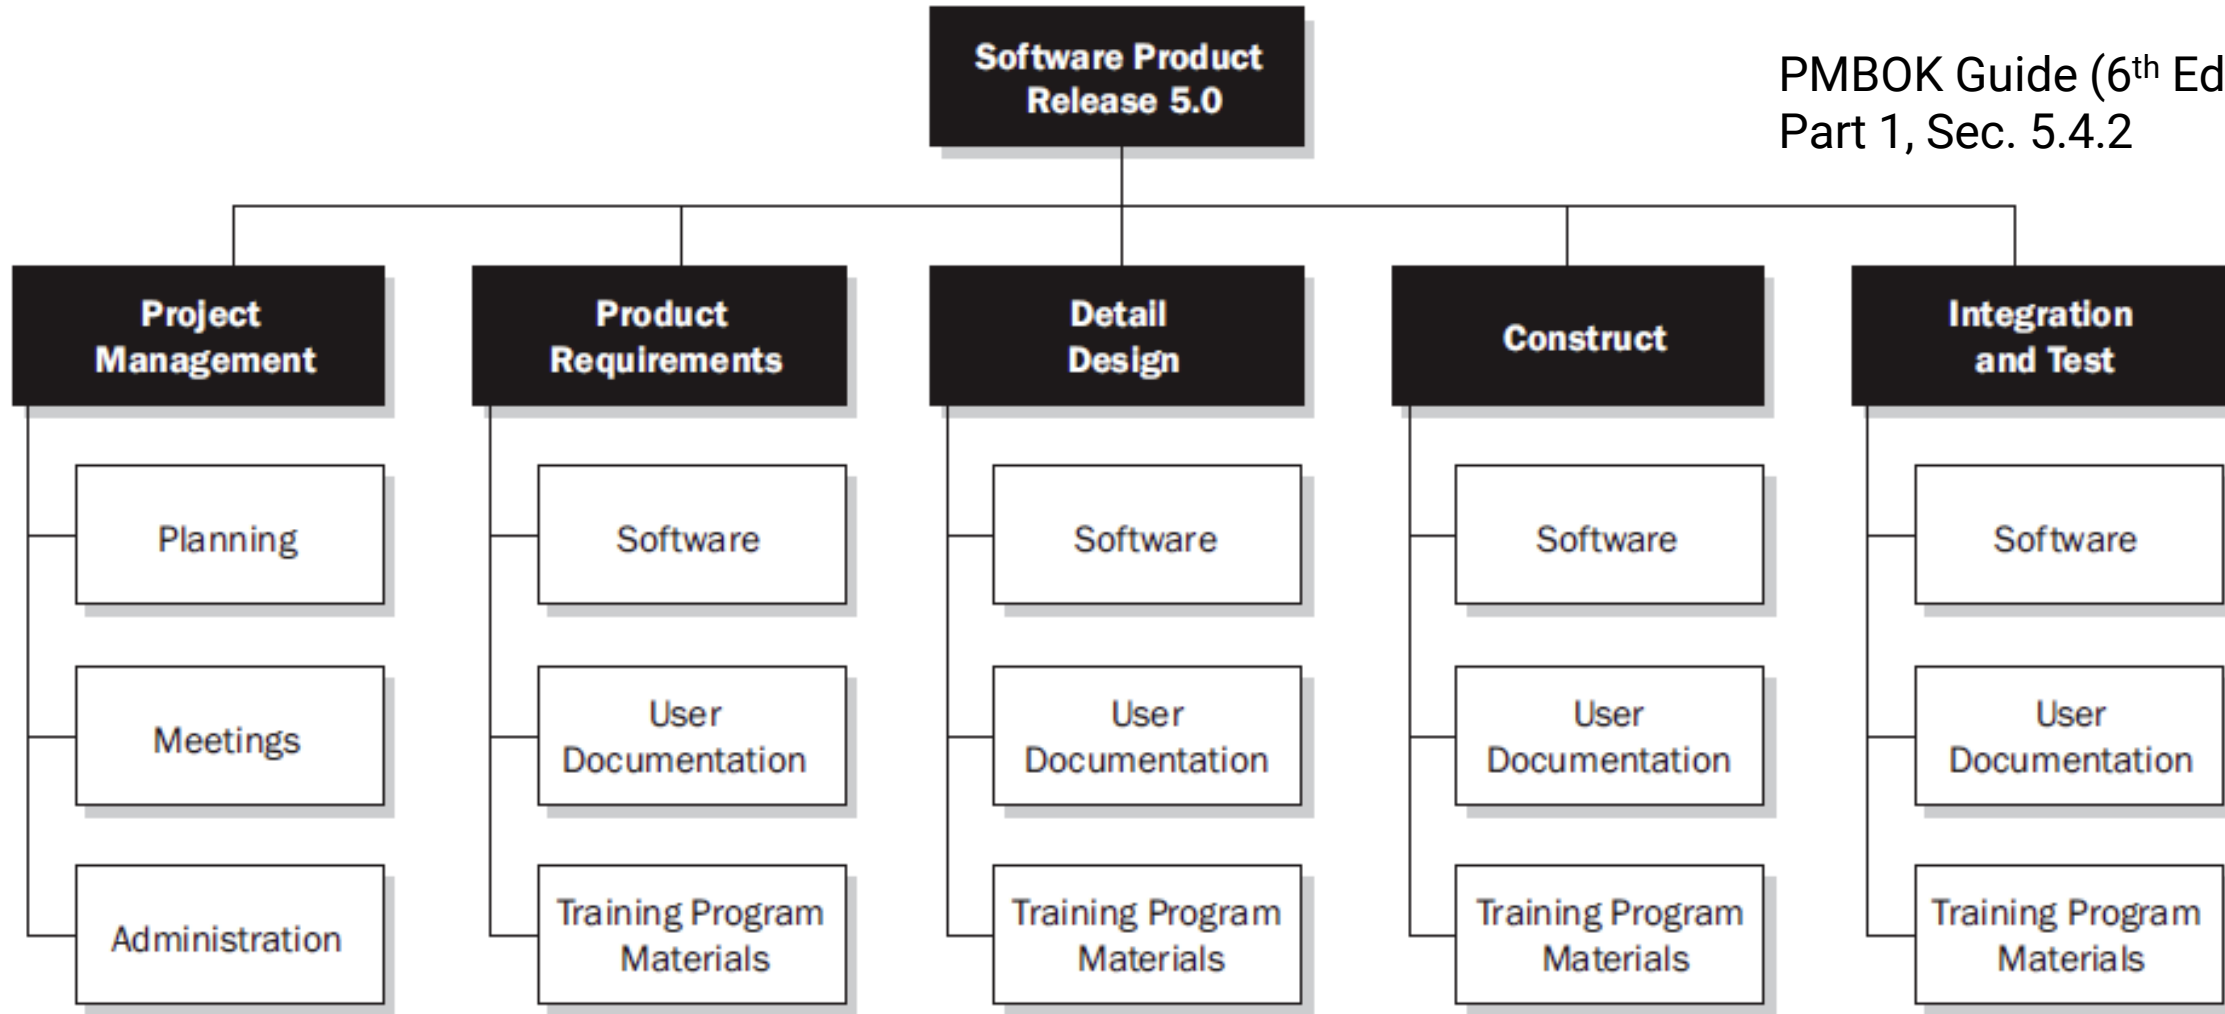 Software Product
Release 5.0
PMBOK Guide (6th Ed
Part 1, Sec. 5.4.2
Project
Management
Product
Requirements
Detail
Design
Construct
Integration
and Test
Planning
Software
Software
Software
Software
Meetings
User
Documentation
User
Documentation
User
Documentation
User
Documentation
Administration
Training Program
Materials
Training Program
Materials
Training Program
Materials
Training Program
Materials